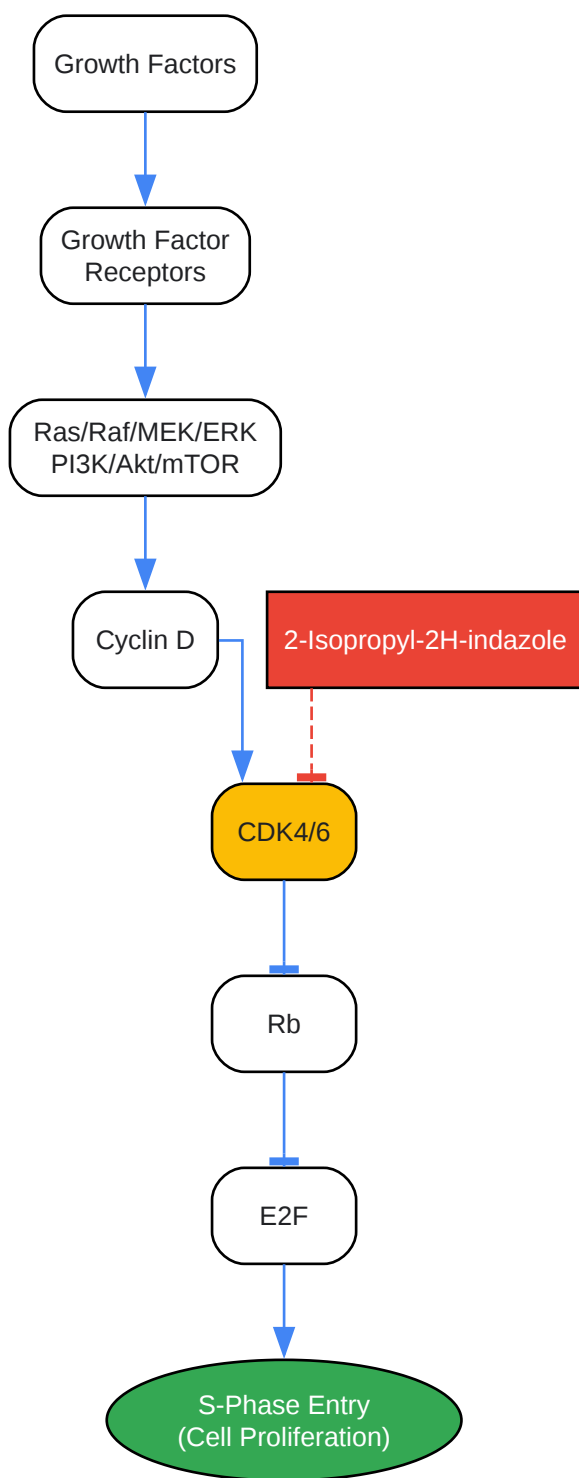 Growth Factors
Growth Factor
Receptors
Ras/Raf/MEK/ERK
PI3K/Akt/mTOR
Cyclin D
2-Isopropyl-2H-indazole
CDK4/6
Rb
E2F
S-Phase Entry
(Cell Proliferation)